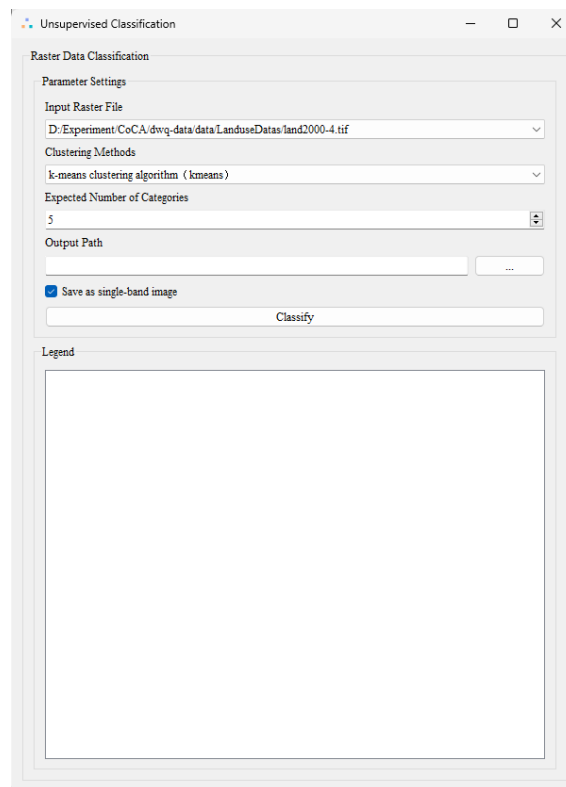 Unsupervised Classification
Raster Data Classification
Parameter Settings
Input Raster File
D:/Experiment/CoCA/dwq-data/data/LanduseDatas/land2000-4.tif
Clustering Methods
k-means clustering algorithm（kmeans）
Expected Number of Categories
5
Output Path
...
Save as single-band image
Classify
Legend